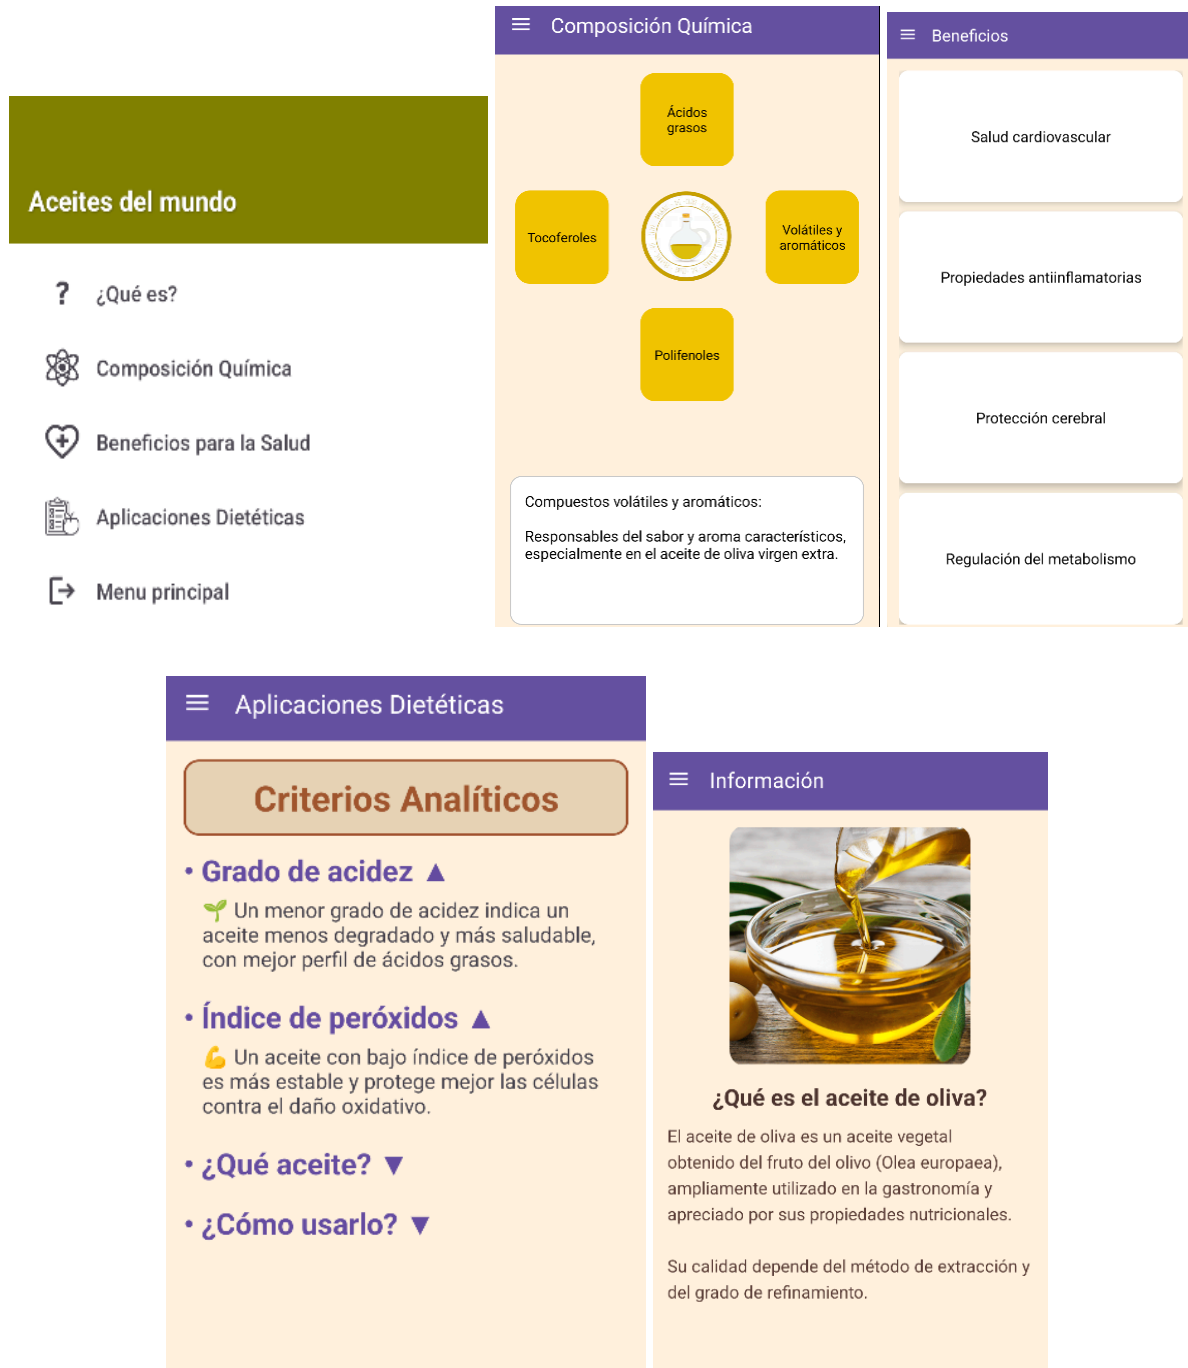 Aceites del mundo
? ¿Qué es?
Composición Química
Beneficios para la Salud
Aplicaciones Dietéticas
Menu principal
Composición Química
Ácidos
grasos
Tocoferoles
Volátiles y
aromáticos
Polifenoles
Compuestos volátiles y aromáticos:
Responsables del sabor y aroma característicos,
especialmente en el aceite de oliva virgen extra.
Beneficios
Salud cardiovascular
Propiedades antiinflamatorias
Protección cerebral
Regulación del metabolismo
Aplicaciones Dietéticas
Criterios Analíticos
• Grado de acidez ▲
🌱 Un menor grado de acidez indica un
aceite menos degradado y más saludable,
con mejor perfil de ácidos grasos.
• Índice de peróxidos ▲
💪 Un aceite con bajo índice de peróxidos
es más estable y protege mejor las células
contra el daño oxidativo.
• ¿Qué aceite? ▼
• ¿Cómo usarlo? ▼
Información
¿Qué es el aceite de oliva?
El aceite de oliva es un aceite vegetal
obtenido del fruto del olivo (Olea europaea),
ampliamente utilizado en la gastronomía y
apreciado por sus propiedades nutricionales.
Su calidad depende del método de extracción y
del grado de refinamiento.